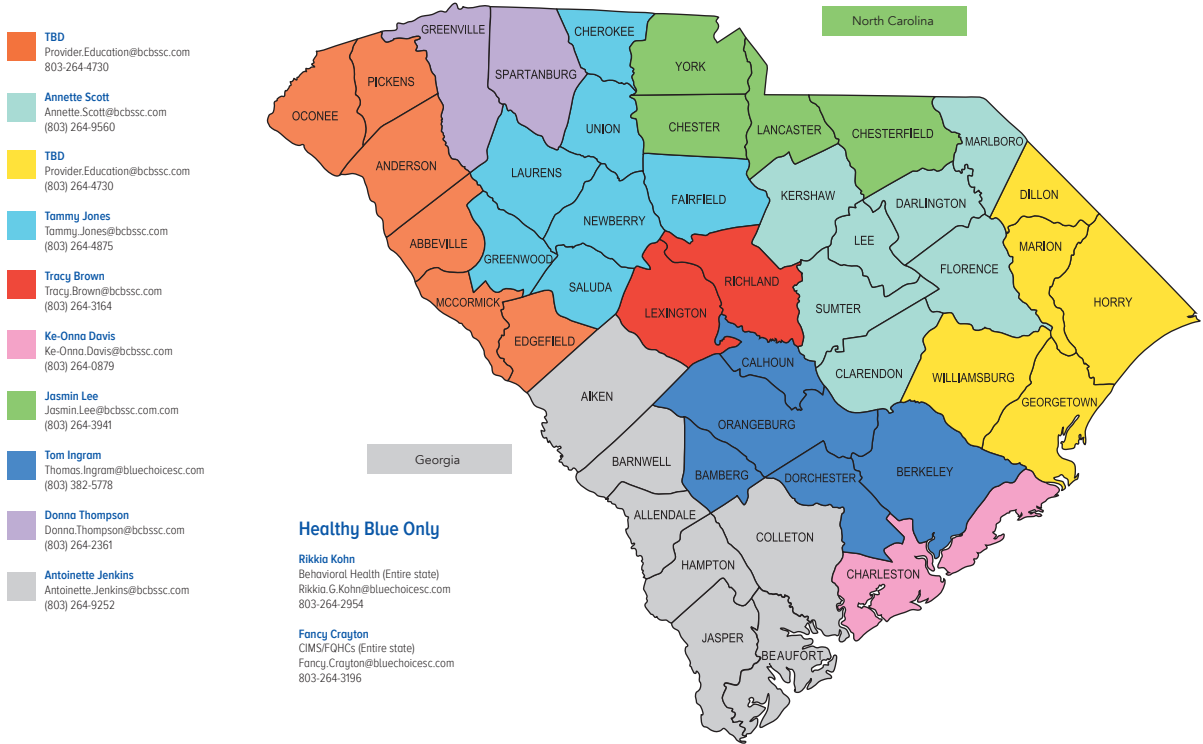 TBD
Provider.Education@bcbssc.com
803-264-4730
Annette Scott
Annette.Scott@bcbssc.com
(803) 264-9560
TBD
Provider.Education@bcbssc.com
(803) 264-4730
Tammy Jones
Tammy.Jones@bcbssc.com
(803) 264-4875
Tracy Brown
Tracy.Brown@bcbssc.com
(803) 264-3164
Ke-Onna Davis
Ke-Onna.Davis@bcbssc.com
(803) 264-0879
Jasmin Lee
Jasmin.Lee@bcbssc.com.com
(803) 264-3941
Tom Ingram
Thomas.Ingram@bluechoicesc.com
(803) 382-5778
Donna Thompson
Donna.Thompson@bcbssc.com
(803) 264-2361
Antoinette Jenkins
Antoinette.Jenkins@bcbssc.com
(803) 264-9252
Healthy Blue Only
Rikkia Kohn
Behavioral Health (Entire state)
Rikkia.G.Kohn@bluechoicesc.com
803-264-2954
Fancy Crayton
CIMS/FQHCs (Entire state)
Fancy.Crayton@bluechoicesc.com
803-264-3196
North Carolina
Georgia
GREENVILLE
CHEROKEE
SPARTANBURG
YORK
PICKENS
OCONEE
UNION
CHESTER
LANCASTER
CHESTERFIELD
MARLBORO
ANDERSON
LAURENS
KERSHAW
DARLINGTON
DILLON
FAIRFIELD
NEWBERRY
LEE
MARION
ABBEVILLE
GREENWOOD
FLORENCE
SALUDA
RICHLAND
MCCORMICK
HORRY
LEXINGTON
SUMTER
EDGEFIELD
CALHOUN
CLARENDON
WILLIAMSBURG
AIKEN
GEORGETOWN
ORANGEBURG
BARNWELL
BAMBERG
DORCHESTER
BERKELEY
ALLENDALE
COLLETON
HAMPTON
CHARLESTON
JASPER
BEAUFORT